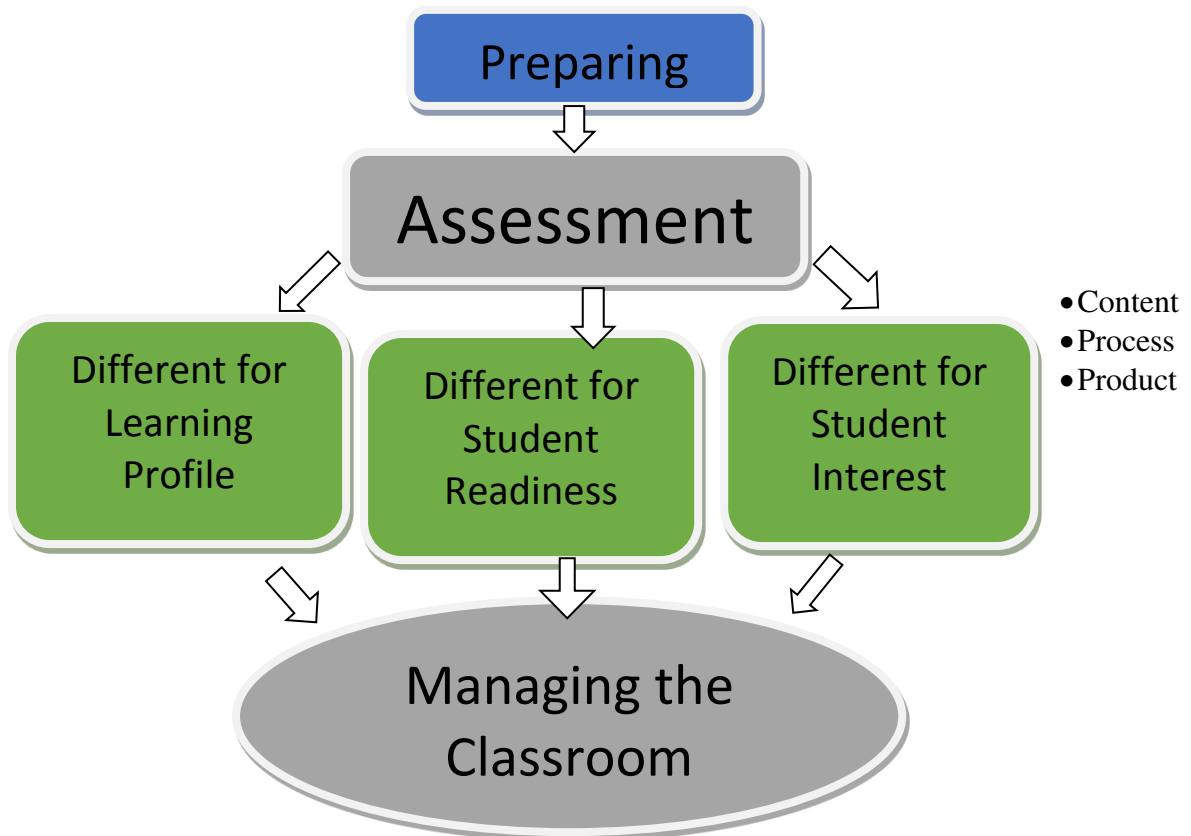 Preparing
Assessment
Different for
Learning
Profile
Different for
Student
Readiness
Different for
Student
Interest
•Content
•Process
•Product
Managing the
Classroom